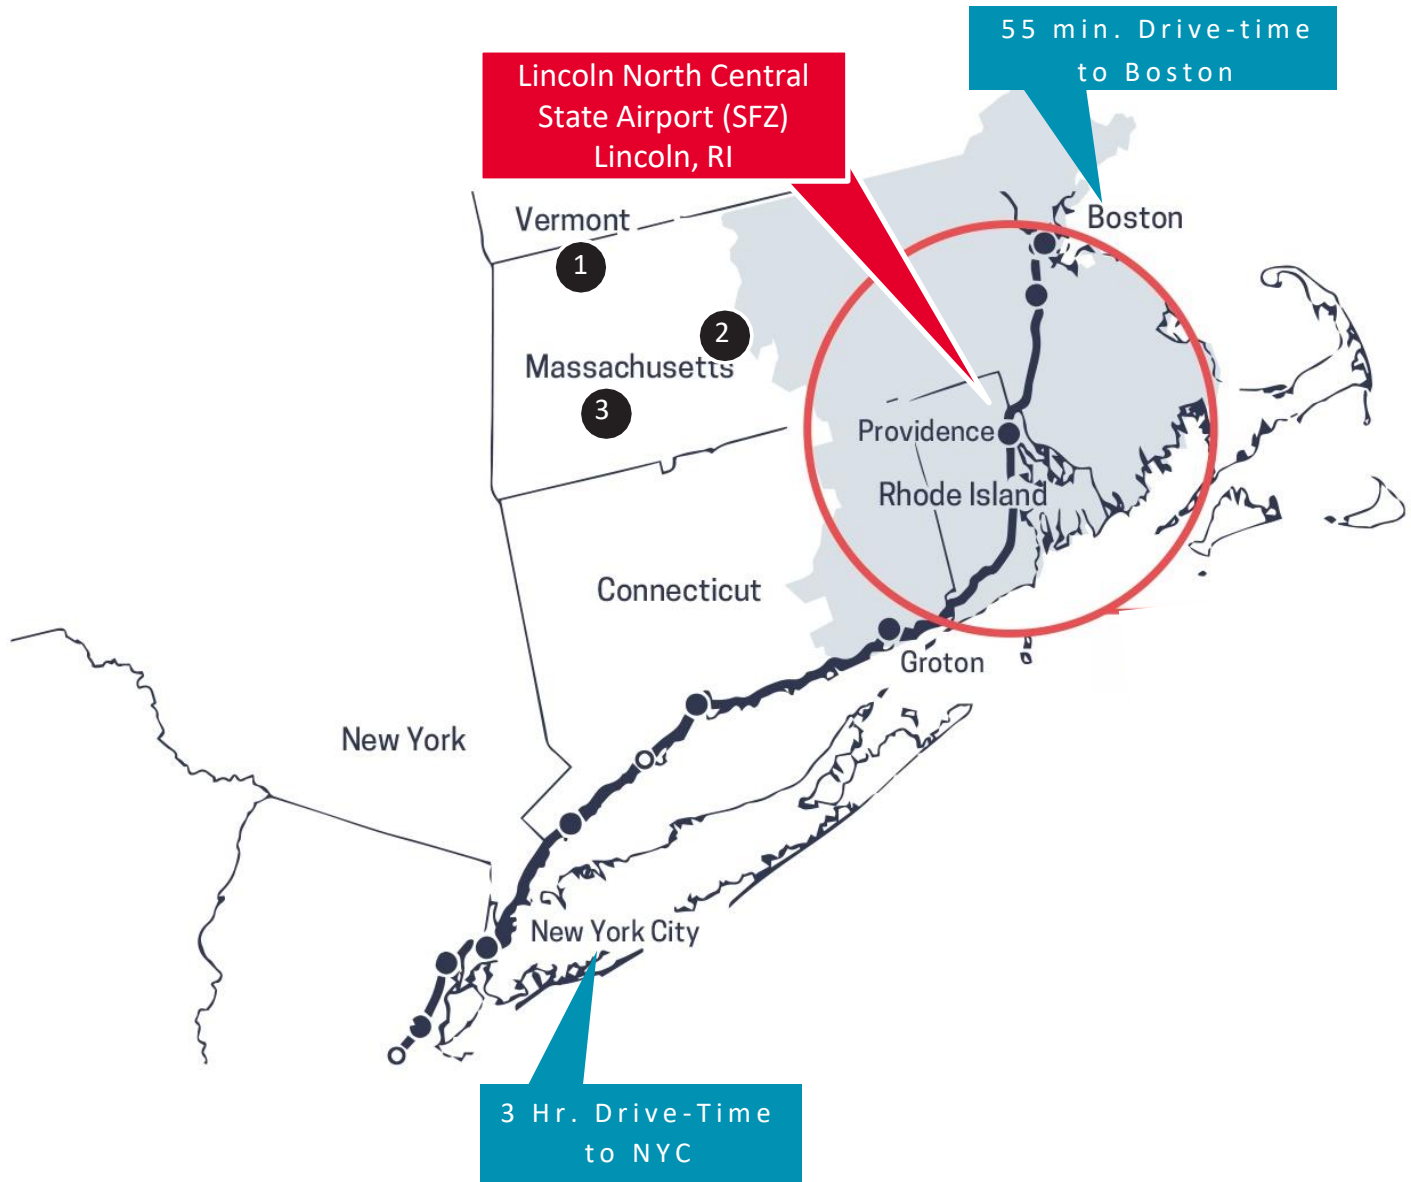 55 min. Drive-time
to Boston
Lincoln North Central
State Airport (SFZ)
Lincoln, RI
Vermont
Boston
1
2
Massachusetts
3
Providence
Rhode Island
Connecticut
Groton
New York
New York City
3 Hr. Drive-Time
to NYC